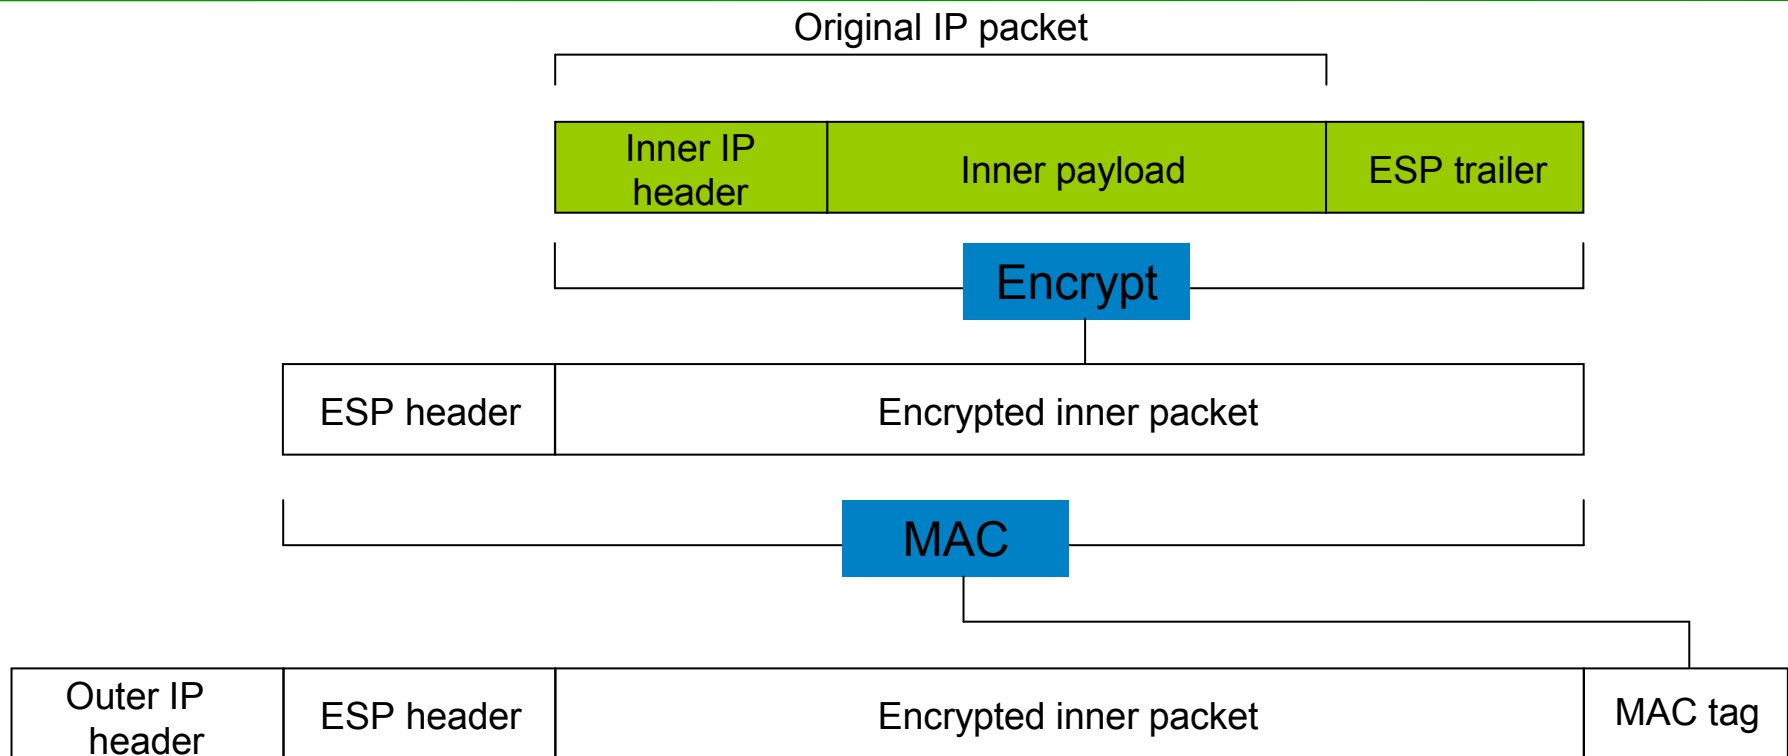 Original IP packet
Inner IP
header
Inner payload
ESP trailer
Encrypt
ESP header
Encrypted inner packet
MAC
Outer IP
header
ESP header
Encrypted inner packet
MAC tag